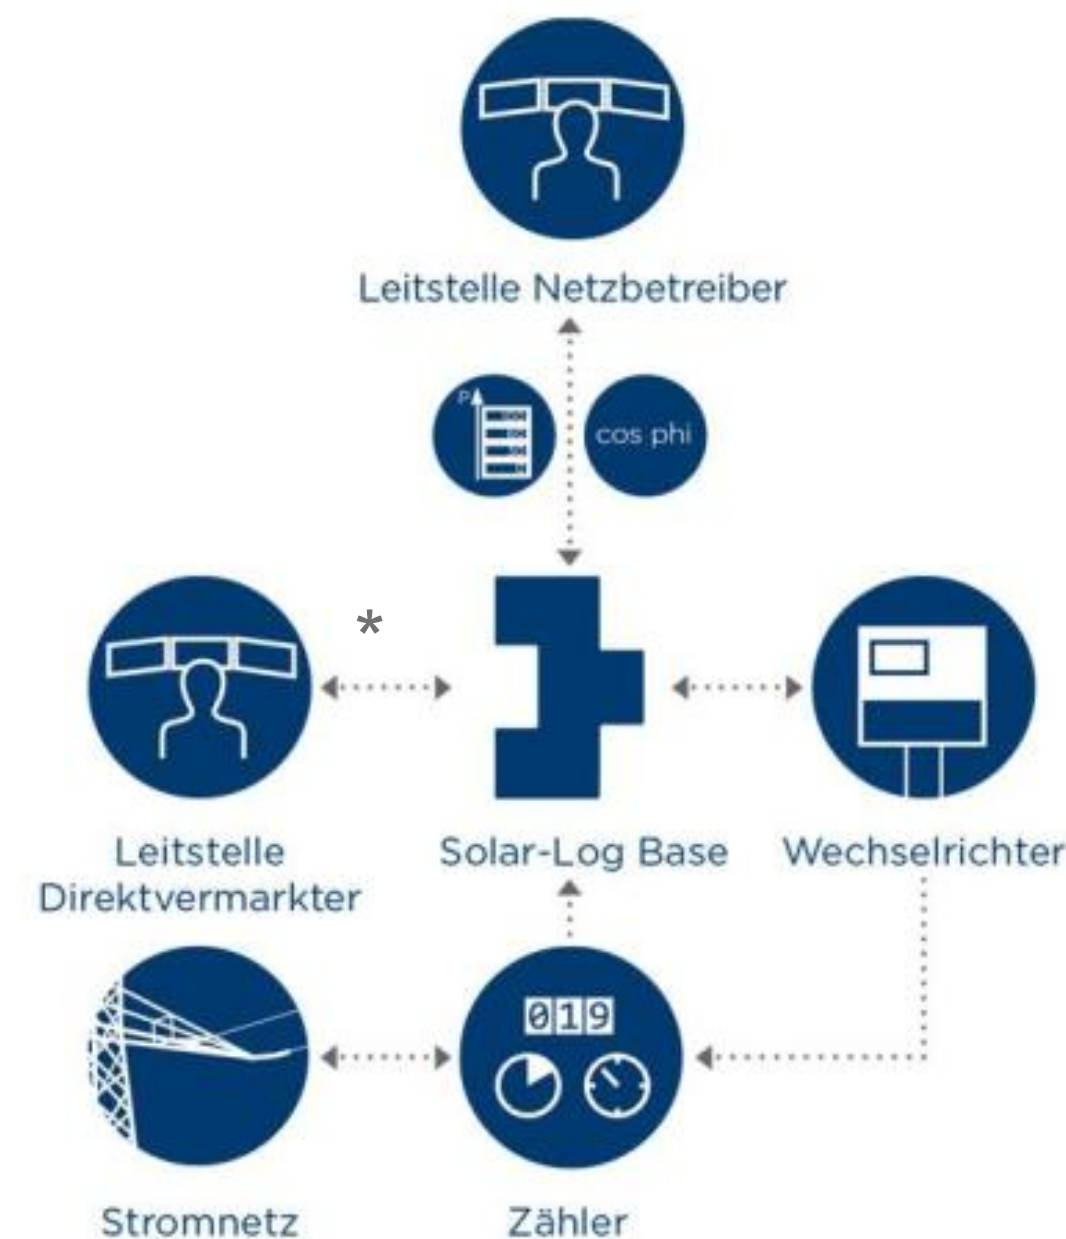 Leitstelle Netzbetreiber
P
cos phi
*
Leitstelle
Direktvermarkter
Solar-Log Base
Wechselrichter
019
Stromnetz
Zähler